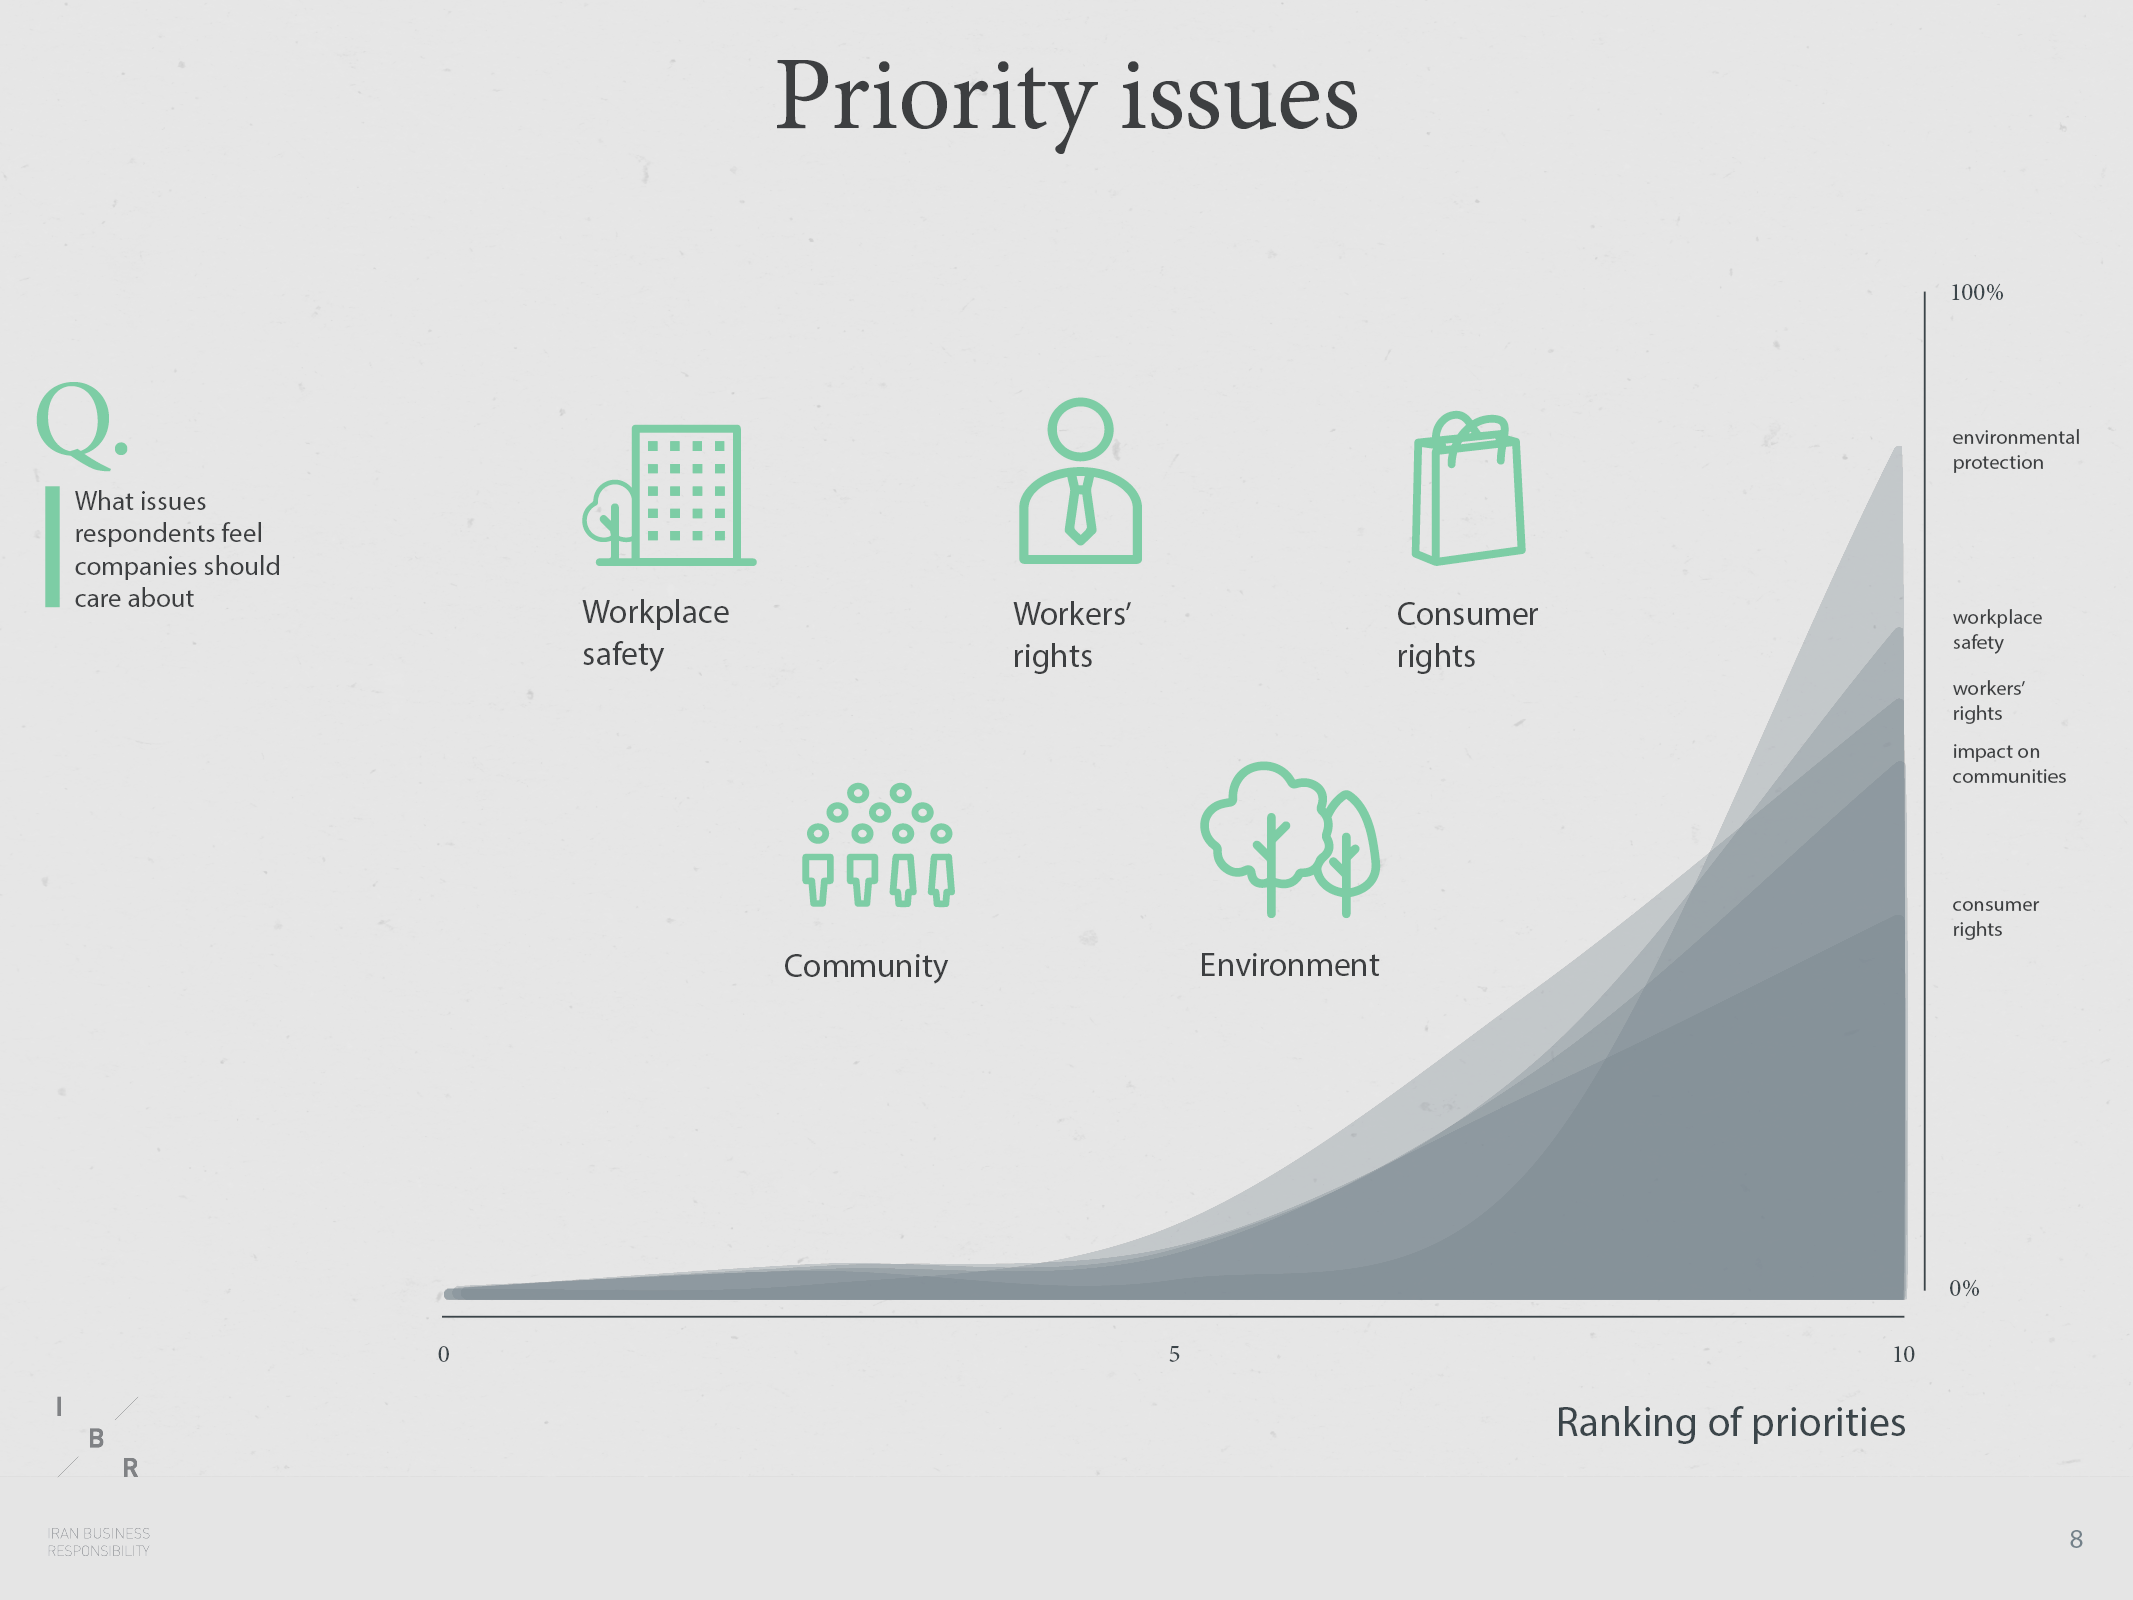 Priority issues
Q.
What issues
respondents feel
companies should
care about
Workplace
safety
Workers’
rights
Consumer
rights
Community
Environment
100%
environmental
protection
workplace
safety
workers’
rights
impact on
communities
consumer
rights
0%
0
5
10
Ranking of priorities
I
B
R
IRAN BUSINESS
RESPONSIBILITY
8